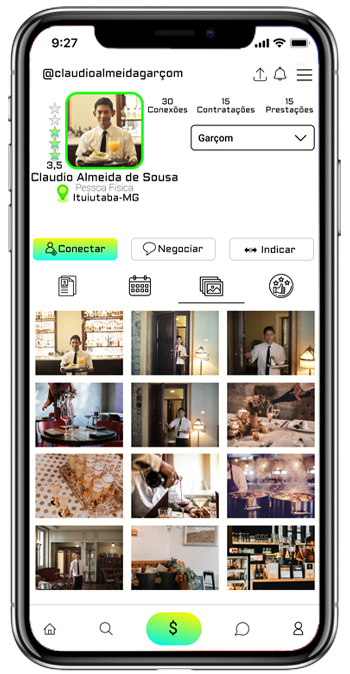 9:27
@claudioalmeidagarçom
30 15 15
Conexões Contratações Prestações
Garçom
3,5
Claudio Almeida de Sousa
Pessoa Física
Ituiutaba-MG
Conectar Negociar Indicar
$